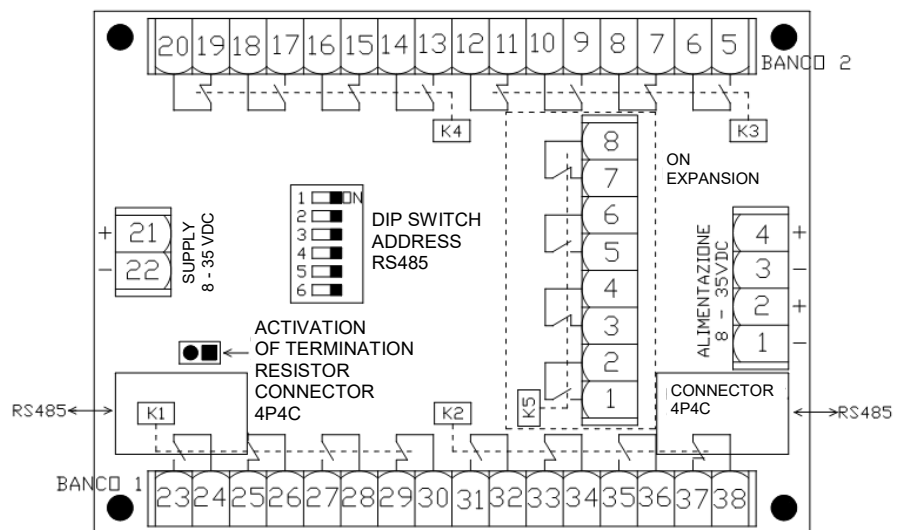 20 19 18 17 16 15 14 13 12 11 10 9 8 7 6 5
BANCO 2
K4
K3
8
7
6
5
4
3
2
1
K5
ON
EXPANSION
1 ON
2
3
4
5
6
DIP SWITCH
ADDRESS
RS485
+ 21
- 22
SUPPLY
8 - 35 VDC
ALIMENTAZIONE
8 - 35VDC
4 +
3 -
2 +
1 -
ACTIVATION
OF TERMINATION
RESISTOR
CONNECTOR
4P4C
CONNECTOR
4P4C
RS485
RS485
K1
K2
BANCO 1
23 24 25 26 27 28 29 30 31 32 33 34 35 36 37 38